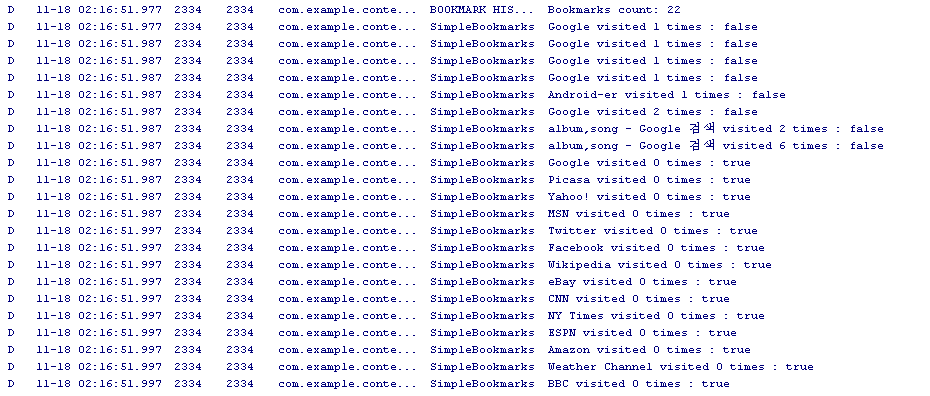 D 11-18 02:16:51.977 2334 2334 com.example.conte... BOOKMARK HIS... Bookmarks count: 22
D 11-18 02:16:51.977 2334 2334 com.example.conte... SimpleBookmarks Google visited 1 times : false
D 11-18 02:16:51.987 2334 2334 com.example.conte... SimpleBookmarks Google visited 1 times : false
D 11-18 02:16:51.987 2334 2334 com.example.conte... SimpleBookmarks Google visited 1 times : false
D 11-18 02:16:51.987 2334 2334 com.example.conte... SimpleBookmarks Google visited 1 times : false
D 11-18 02:16:51.987 2334 2334 com.example.conte... SimpleBookmarks Android-er visited 1 times : false
D 11-18 02:16:51.987 2334 2334 com.example.conte... SimpleBookmarks Google visited 2 times : false
D 11-18 02:16:51.987 2334 2334 com.example.conte... SimpleBookmarks album,song - Google 검색 visited 2 times : false
D 11-18 02:16:51.987 2334 2334 com.example.conte... SimpleBookmarks album,song - Google 검색 visited 6 times : false
D 11-18 02:16:51.987 2334 2334 com.example.conte... SimpleBookmarks Google visited 0 times : true
D 11-18 02:16:51.987 2334 2334 com.example.conte... SimpleBookmarks Picasa visited 0 times : true
D 11-18 02:16:51.987 2334 2334 com.example.conte... SimpleBookmarks Yahoo! visited 0 times : true
D 11-18 02:16:51.987 2334 2334 com.example.conte... SimpleBookmarks MSN visited 0 times : true
D 11-18 02:16:51.997 2334 2334 com.example.conte... SimpleBookmarks Twitter visited 0 times : true
D 11-18 02:16:51.997 2334 2334 com.example.conte... SimpleBookmarks Facebook visited 0 times : true
D 11-18 02:16:51.997 2334 2334 com.example.conte... SimpleBookmarks Wikipedia visited 0 times : true
D 11-18 02:16:51.997 2334 2334 com.example.conte... SimpleBookmarks eBay visited 0 times : true
D 11-18 02:16:51.997 2334 2334 com.example.conte... SimpleBookmarks CNN visited 0 times : true
D 11-18 02:16:51.997 2334 2334 com.example.conte... SimpleBookmarks NY Times visited 0 times : true
D 11-18 02:16:51.997 2334 2334 com.example.conte... SimpleBookmarks ESPN visited 0 times : true
D 11-18 02:16:51.997 2334 2334 com.example.conte... SimpleBookmarks Amazon visited 0 times : true
D 11-18 02:16:51.997 2334 2334 com.example.conte... SimpleBookmarks Weather Channel visited 0 times : true
D 11-18 02:16:51.997 2334 2334 com.example.conte... SimpleBookmarks BBC visited 0 times : true